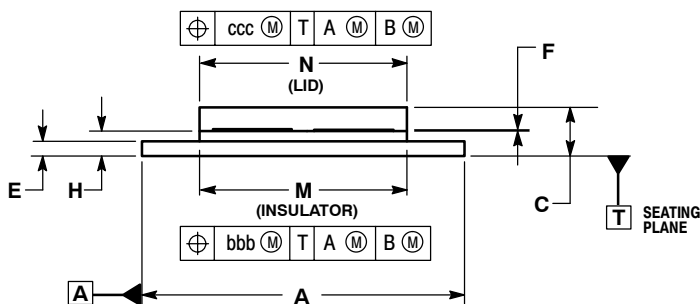 ⌖ ccc Ⓜ T A Ⓜ B Ⓜ
N
(LID)
F
E
H
M
(INSULATOR)
C
T
SEATING
PLANE
⌖ bbb Ⓜ T A Ⓜ B Ⓜ
A
A